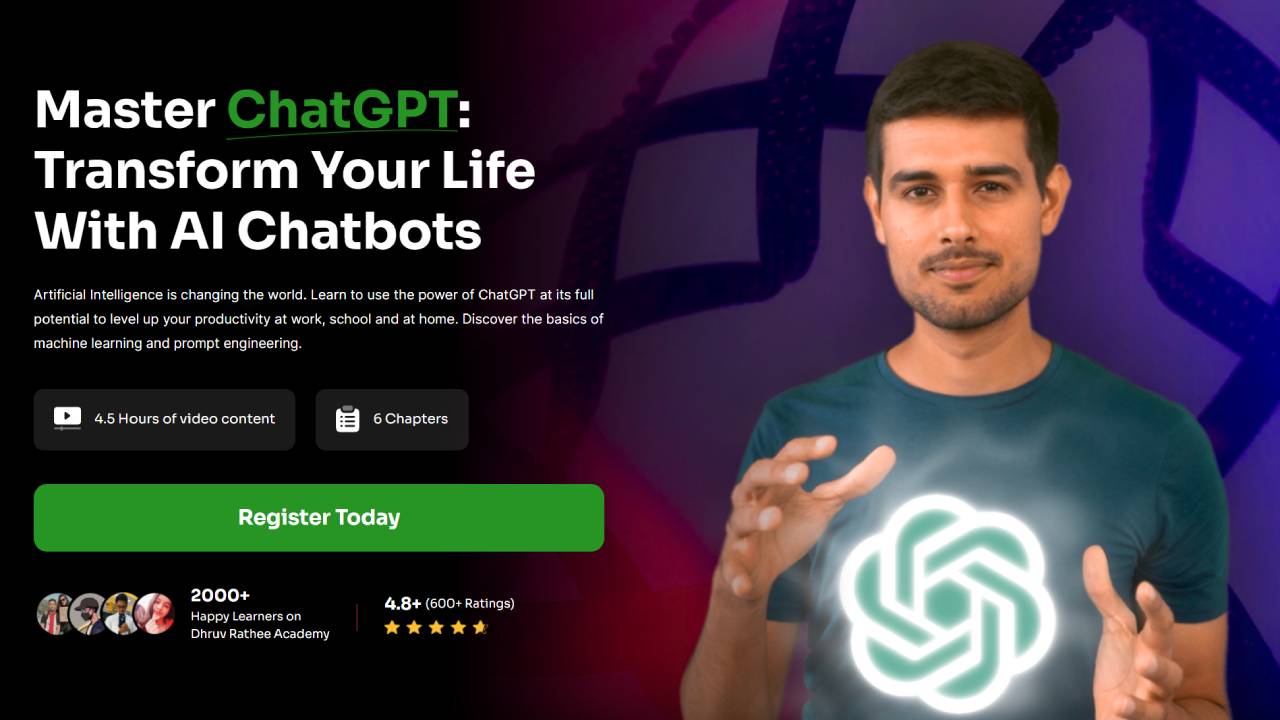 Master ChatGPT:
Transform Your Life
With AI Chatbots
Artificial Intelligence is changing the world. Learn to use the power of ChatGPT at its full
potential to level up your productivity at work, school and at home. Discover the basics of
machine learning and prompt engineering.
4.5 Hours of video content
6 Chapters
Register Today
2000+
Happy Learners on
Dhruv Rathee Academy
4.8+ (600+ Ratings)